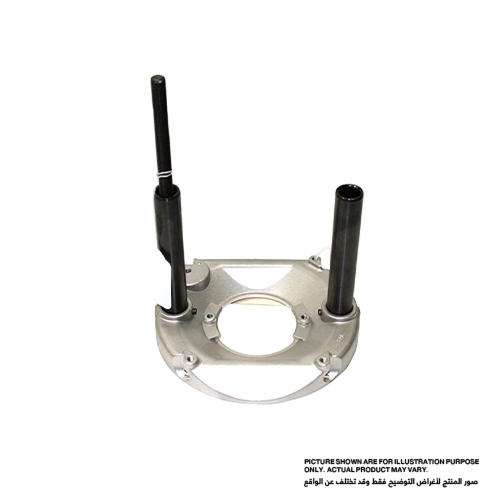 PICTURE SHOWN ARE FOR ILLUSTRATION PURPOSE
ONLY. ACTUAL PRODUCT MAY VARY.
صور المنتج لأغراض التوضيح فقط وقد تختلف عن الواقع